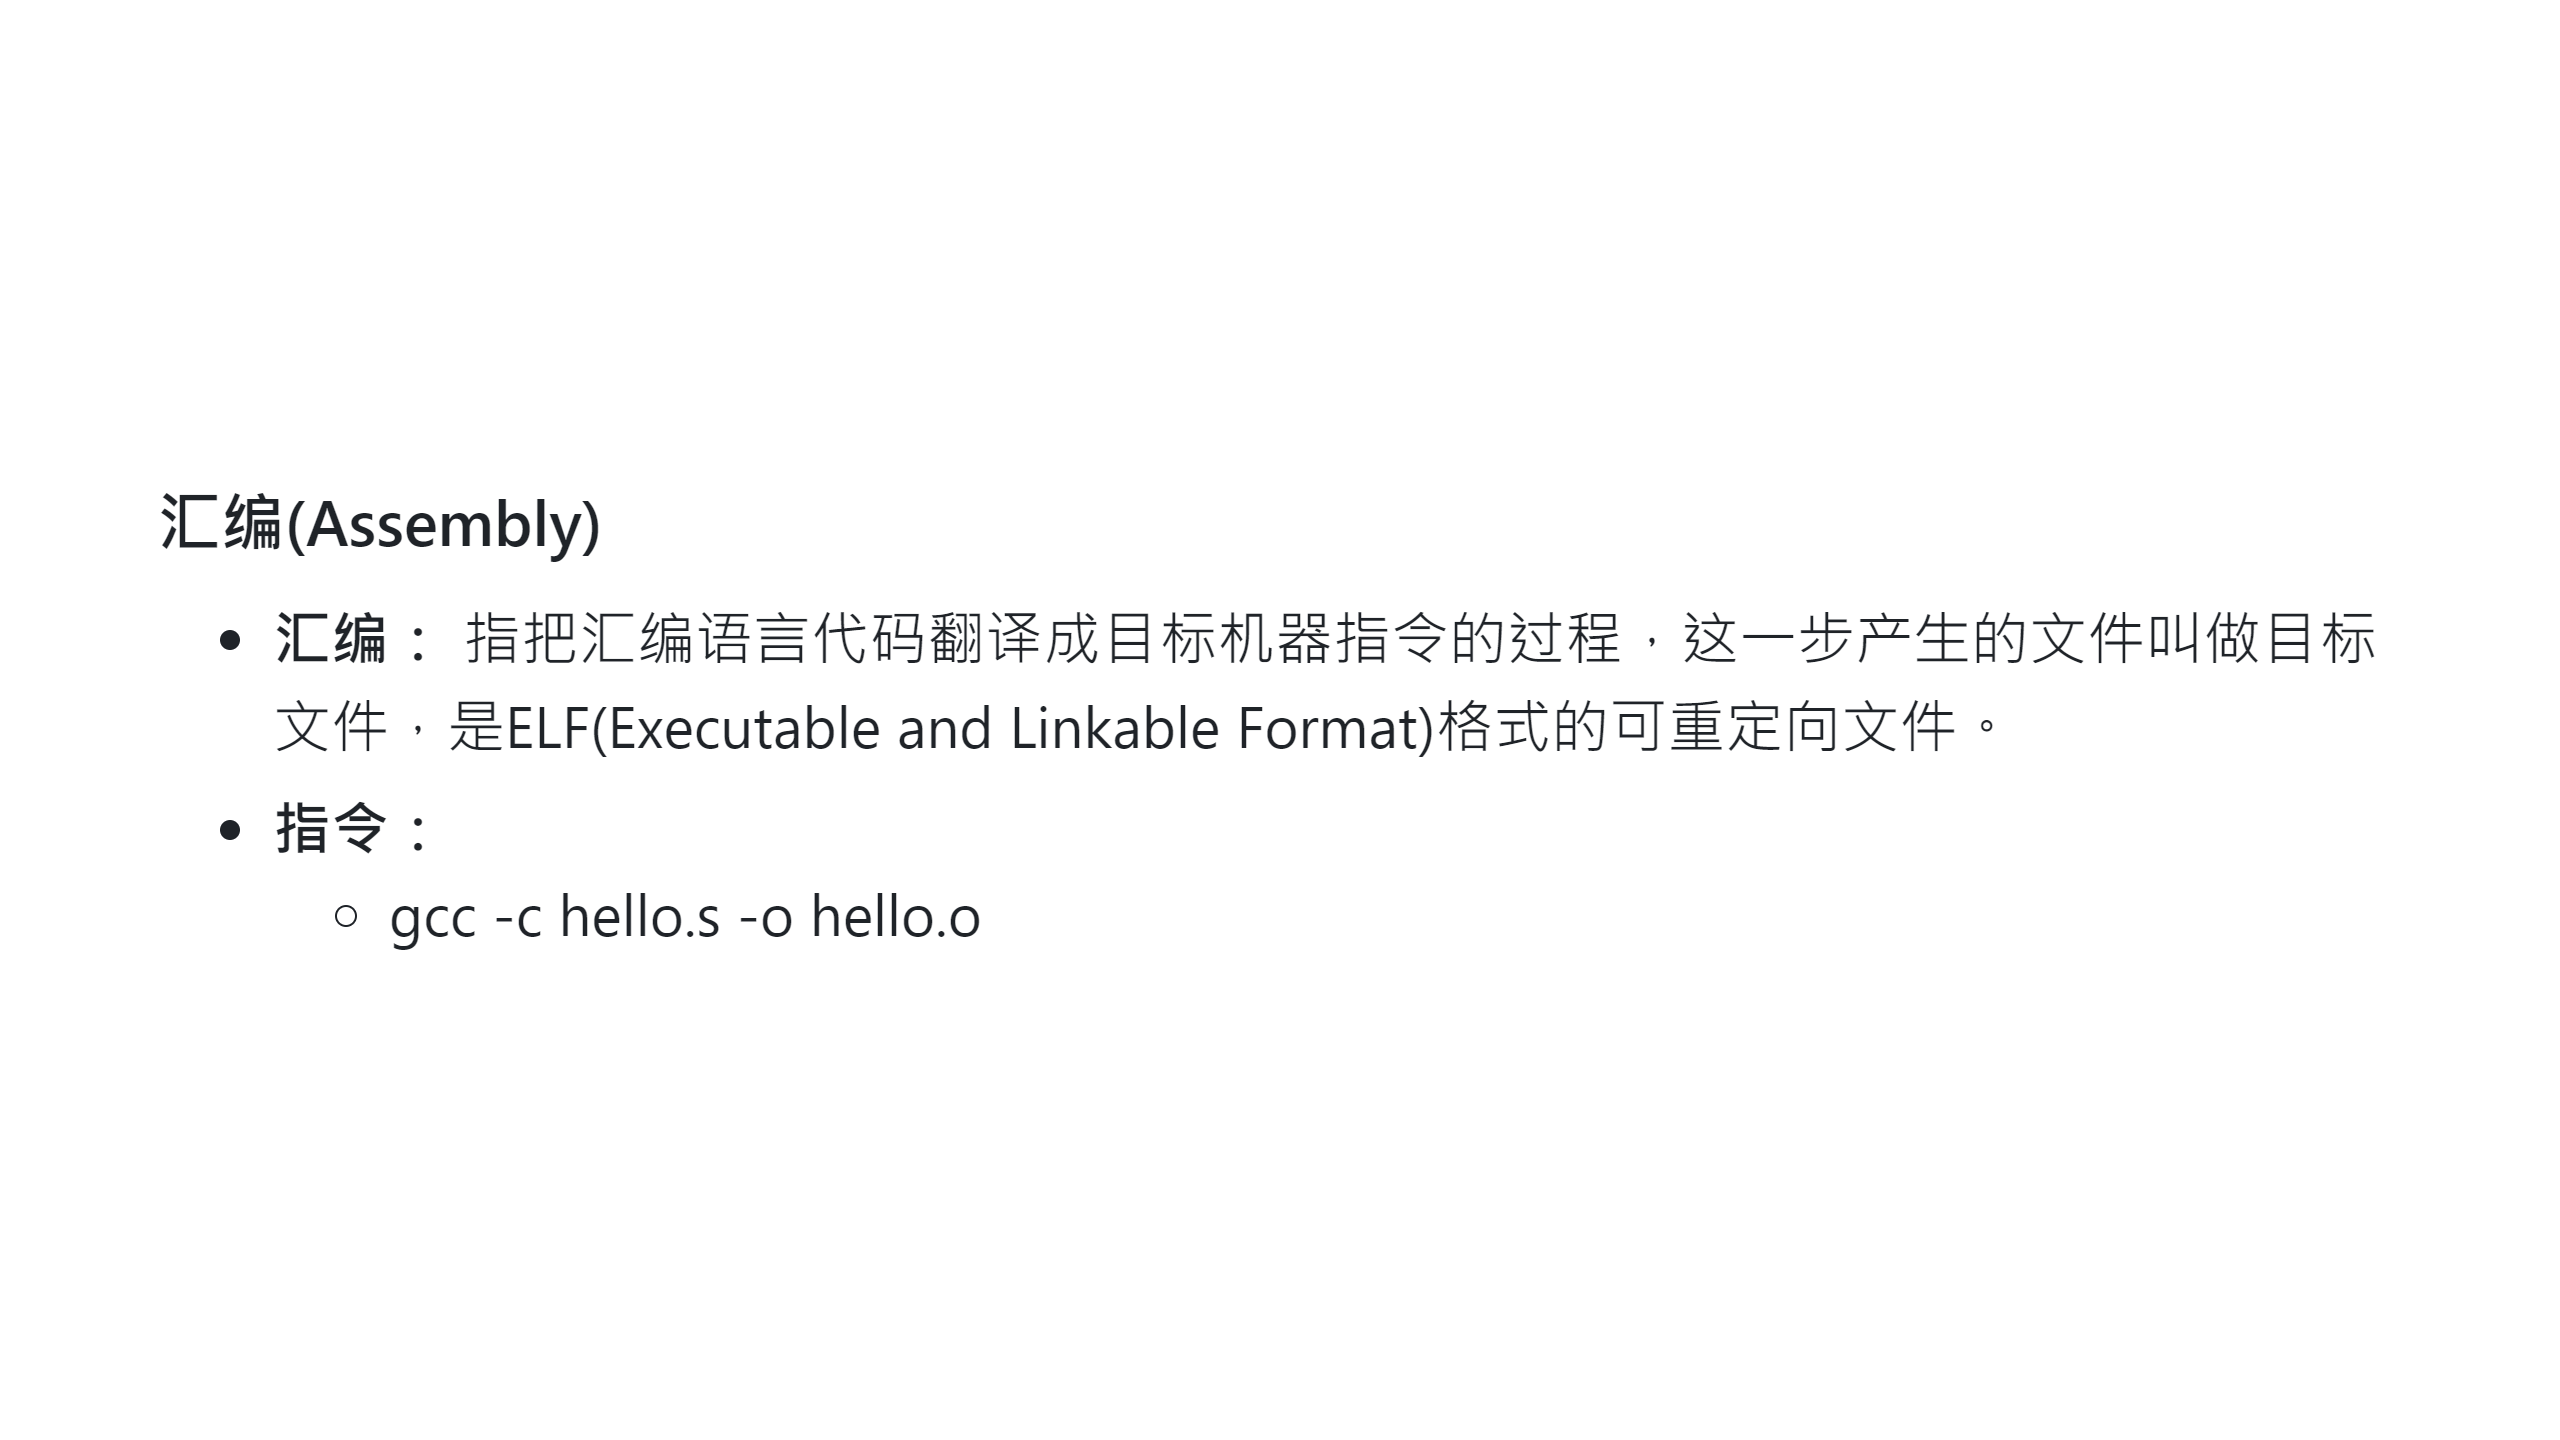 汇编(Assembly)
• 汇编： 指把汇编语言代码翻译成目标机器指令的过程，这一步产生的文件叫做目标
文件，是ELF(Executable and Linkable Format)格式的可重定向文件。
• 指令：
○ gcc -c hello.s -o hello.o